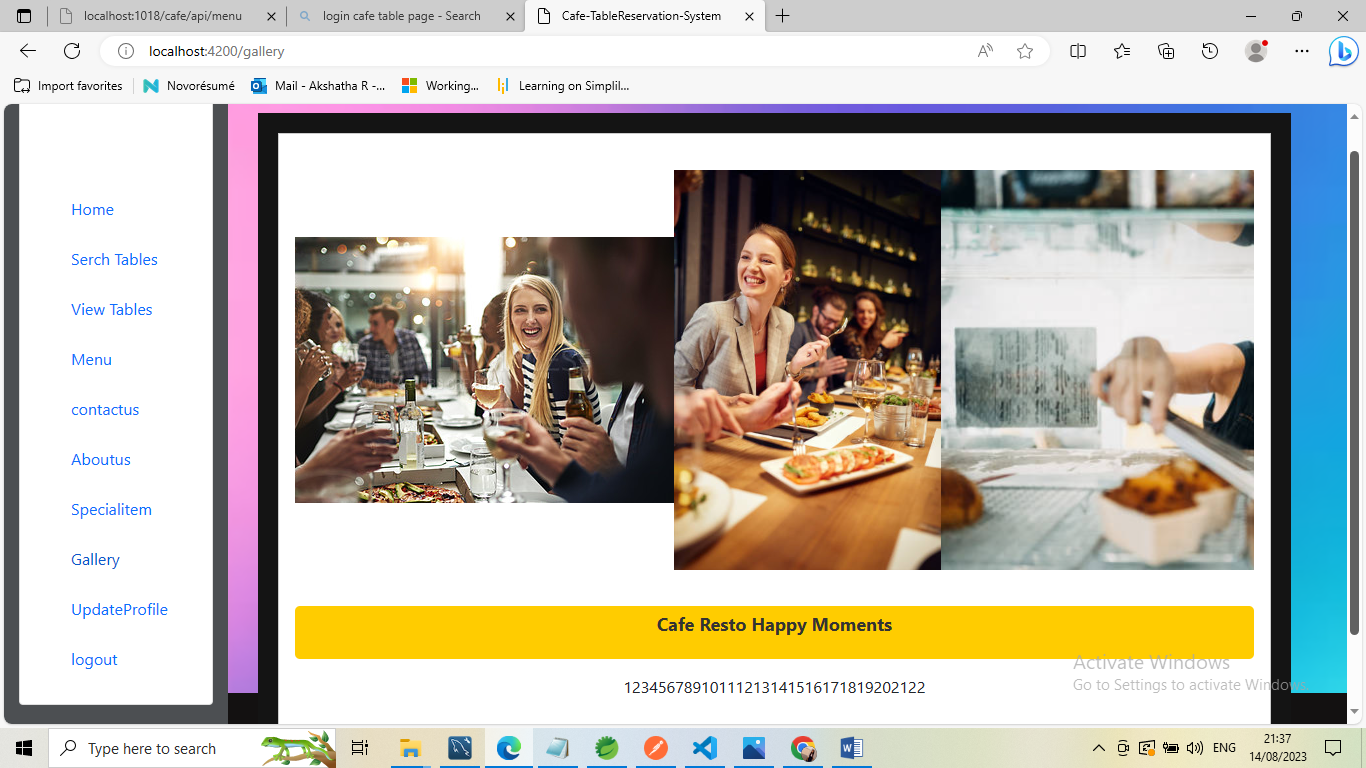 localhost:1018/cafe/api/menu
login cafe table page - Search
Cafe-TableReservation-System
localhost:4200/gallery
Import favorites
Novorésumé
Mail - Akshatha R -...
Working...
Learning on Simplil...
Home
Serch Tables
View Tables
Menu
contactus
Aboutus
Specialitem
Gallery
UpdateProfile
logout
Cafe Resto Happy Moments
12345678910111213141516171819202122
Activate Windows
Go to Settings to activate Windows.
Type here to search
ENG
21:37
14/08/2023